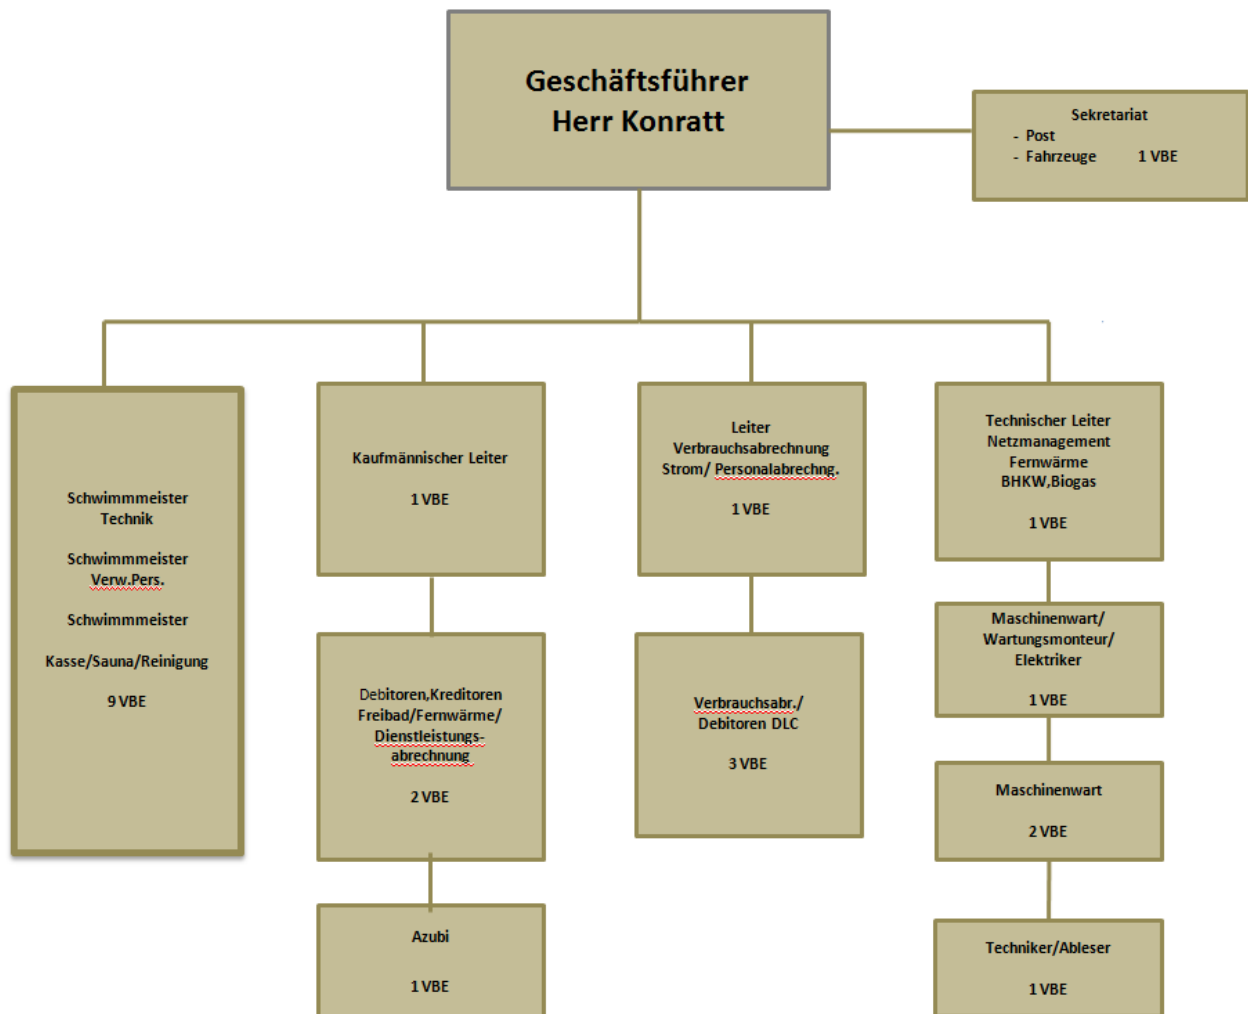 Geschäftsführer
Herr Konratt
Sekretariat
- Post
- Fahrzeuge 1 VBE
Schwimmmeister
Technik
Schwimmmeister
Verw.Pers.
Schwimmmeister
Kasse/Sauna/Reinigung
9 VBE
Kaufmännischer Leiter
1 VBE
Debitoren,Kreditoren
Freibad/Fernwärme/
Dienstleistungs-
abrechnung
2 VBE
Azubi
1 VBE
Leiter
Verbrauchsabrechnung
Strom/ Personalabrechng.
1 VBE
Verbrauchsabr./
Debitoren DLC
3 VBE
Technischer Leiter
Netzmanagement
Fernwärme
BHKW,Biogas
1 VBE
Maschinenwart/
Wartungsmonteur/
Elektriker
1 VBE
Maschinenwart
2 VBE
Techniker/Ableser
1 VBE